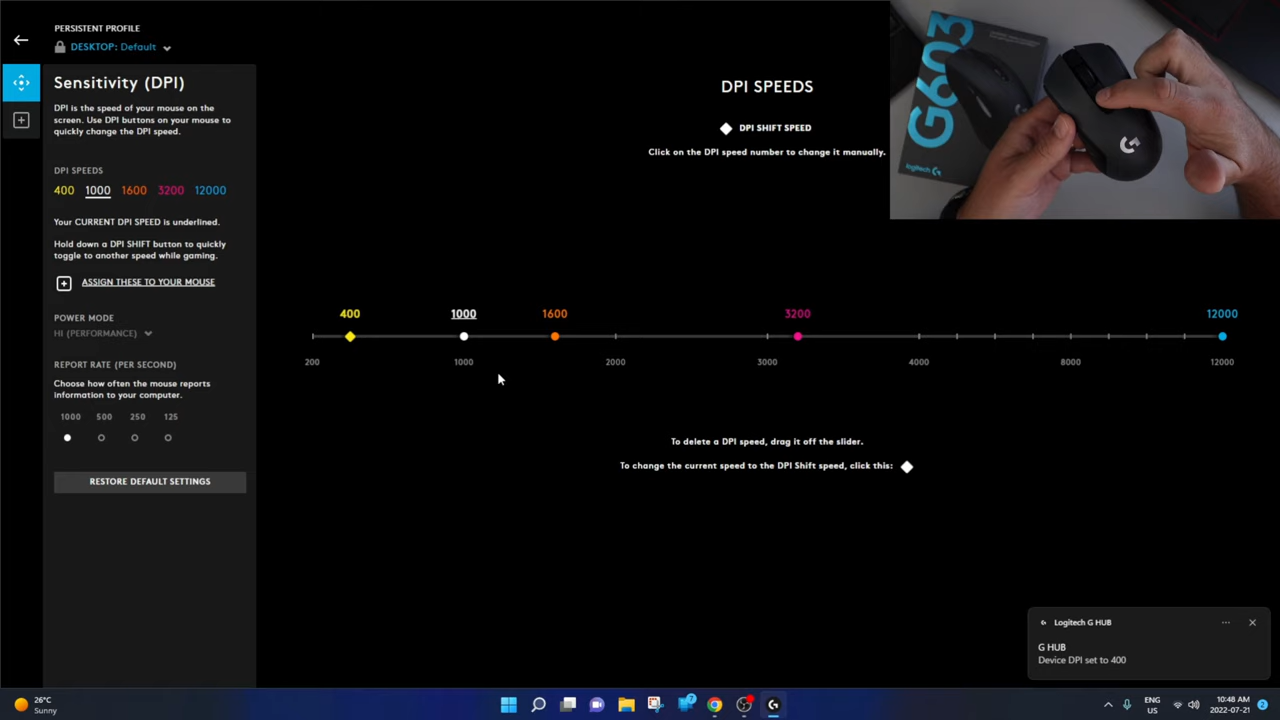 PERSISTENT PROFILE
DESKTOP: Default
Sensitivity (DPI)
DPI is the speed of your mouse on the
screen. Use DPI buttons on your mouse to
quickly change the DPI speed.
DPI SPEEDS
400 1000 1600 3200 12000
Your CURRENT DPI SPEED is underlined.
Hold down a DPI SHIFT button to quickly
toggle to another speed while gaming.
ASSIGN THESE TO YOUR MOUSE
POWER MODE
HI (PERFORMANCE)
REPORT RATE (PER SECOND)
Choose how often the mouse reports
information to your computer.
1000 500 250 125
RESTORE DEFAULT SETTINGS
DPI SPEEDS
DPI SHIFT SPEED
Click on the DPI speed number to change it manually.
400 1000 1600 3200 12000
200 1000 2000 3000 4000 8000 12000
To delete a DPI speed, drag it off the slider.
To change the current speed to the DPI Shift speed, click this:
G603
logitech
Logitech G HUB
G HUB
Device DPI set to 400
26°C
Sunny
7
ENG
US
10:48 AM
2022-07-21
2